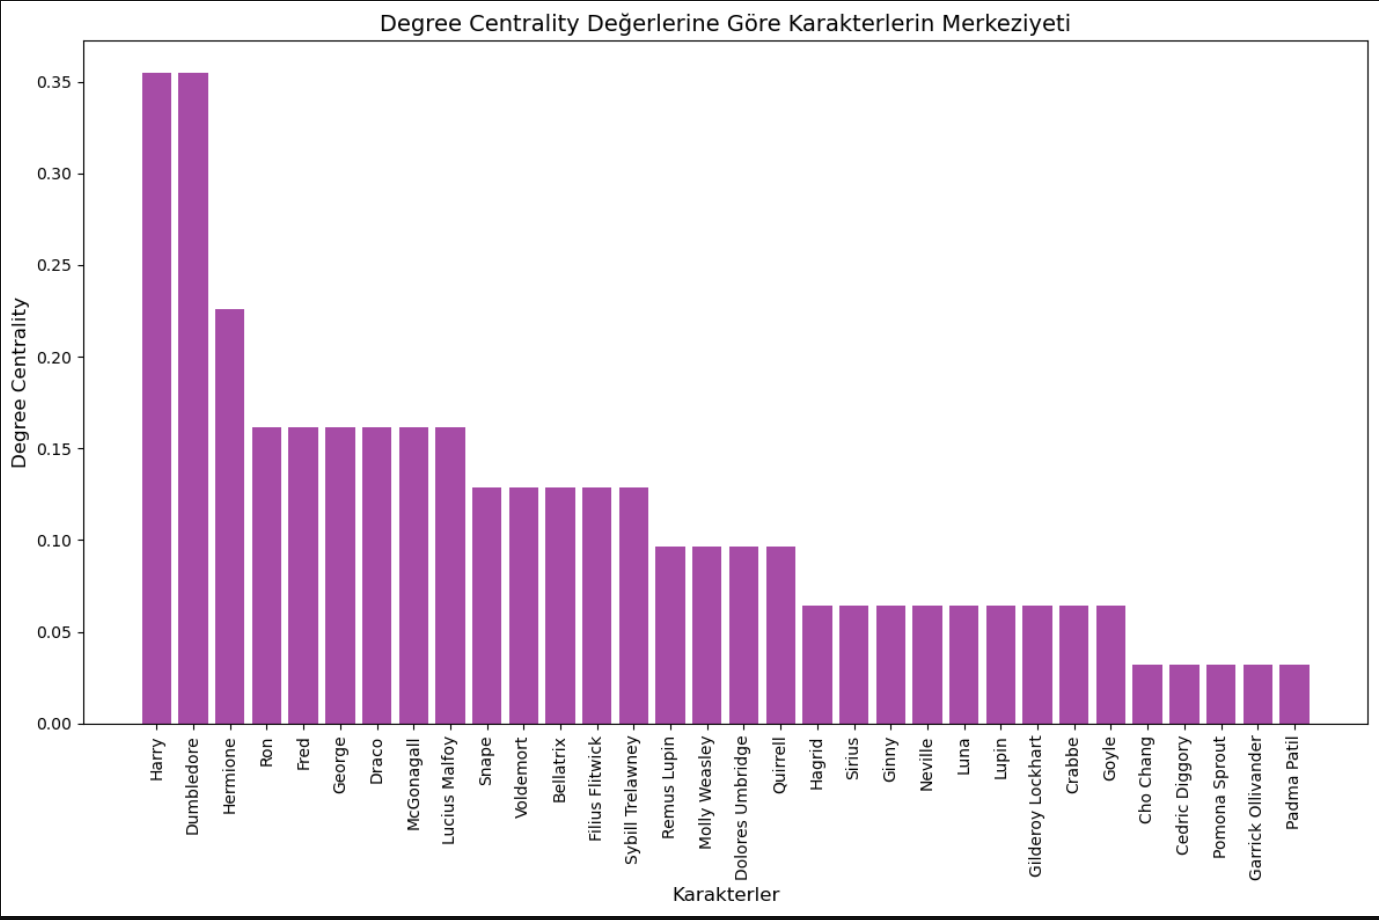 Degree Centrality Değerlerine Göre Karakterlerin Merkeziyeti
Degree Centrality
0.35
0.30
0.25
0.20
0.15
0.10
0.05
0.00
Harry
Dumbledore
Hermione
Ron
Fred
George
Draco
McGonagall
Lucius Malfoy
Snape
Voldemort
Bellatrix
Filius Flitwick
Sybill Trelawney
Remus Lupin
Molly Weasley
Dolores Umbridge
Quirrell
Hagrid
Sirius
Ginny
Neville
Luna
Lupin
Gilderoy Lockhart
Crabbe
Goyle
Cho Chang
Cedric Diggory
Pomona Sprout
Garrick Ollivander
Padma Patil
Karakterler